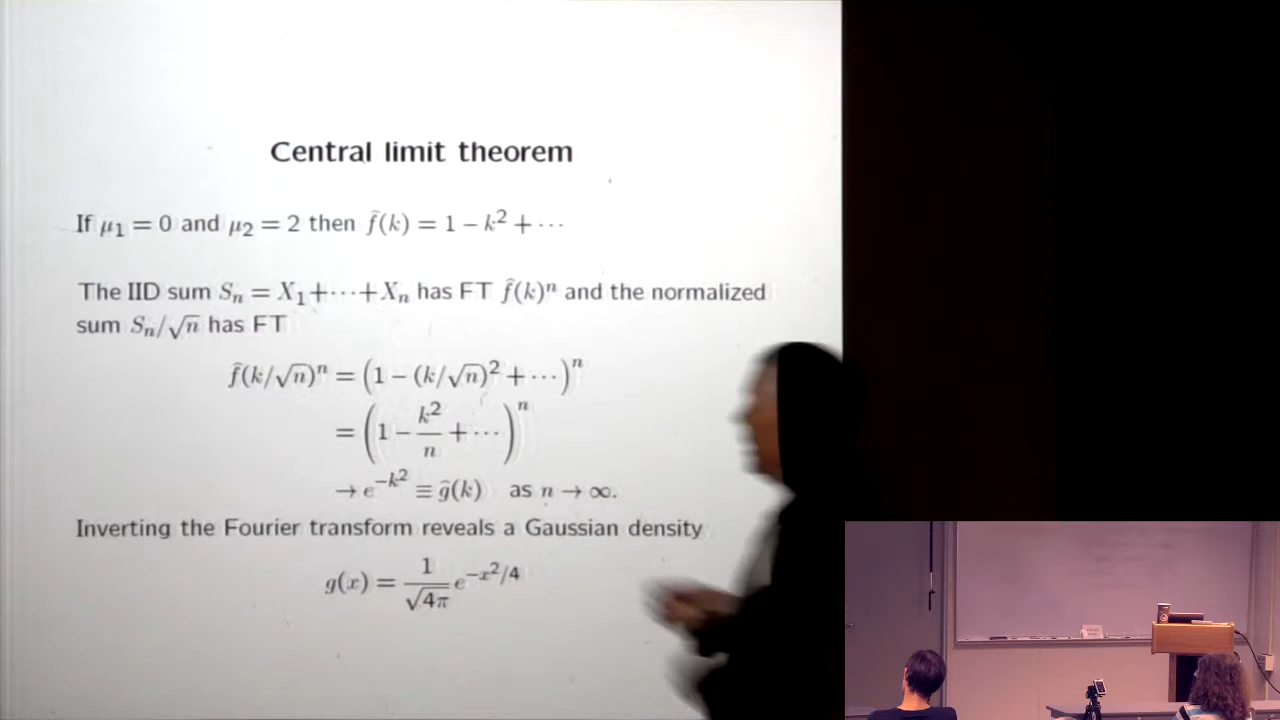 Central limit theorem
If μ₁ = 0 and μ₂ = 2 then f̂(k) = 1 − k² + ⋯
The IID sum Sₙ = X₁+⋯+Xₙ has FT f̂(k)ⁿ and the normalized
sum Sₙ/√n has FT
f̂(k/√n)ⁿ = (1 − (k/√n)² + ⋯)ⁿ
= (1 − k²/n + ⋯)ⁿ
→ e^{−k²} ≡ ĝ(k) as n → ∞.
Inverting the Fourier transform reveals a Gaussian density
g(x) = 1/√4π e^{−x²/4}